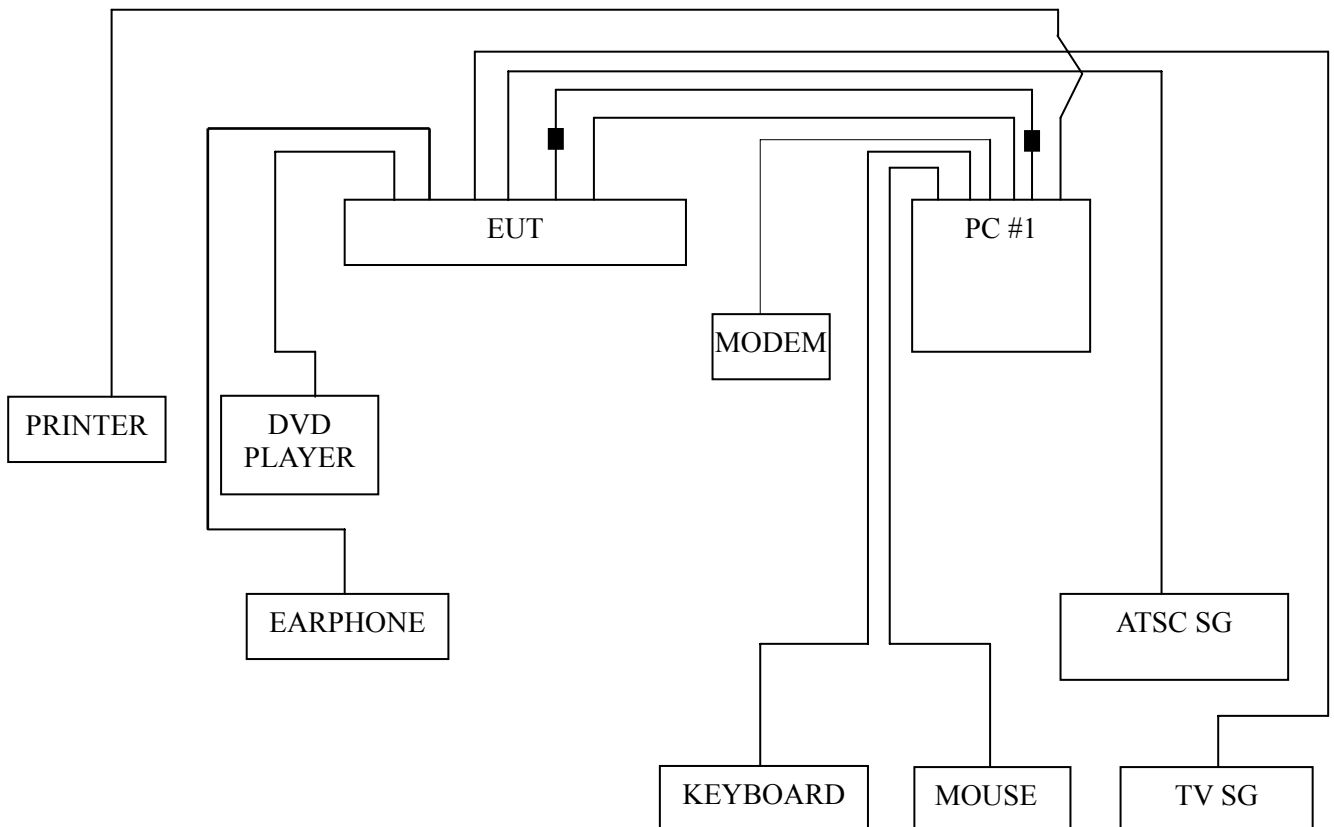 EUT
PC #1
MODEM
PRINTER
DVD
PLAYER
EARPHONE
ATSC SG
KEYBOARD
MOUSE
TV SG